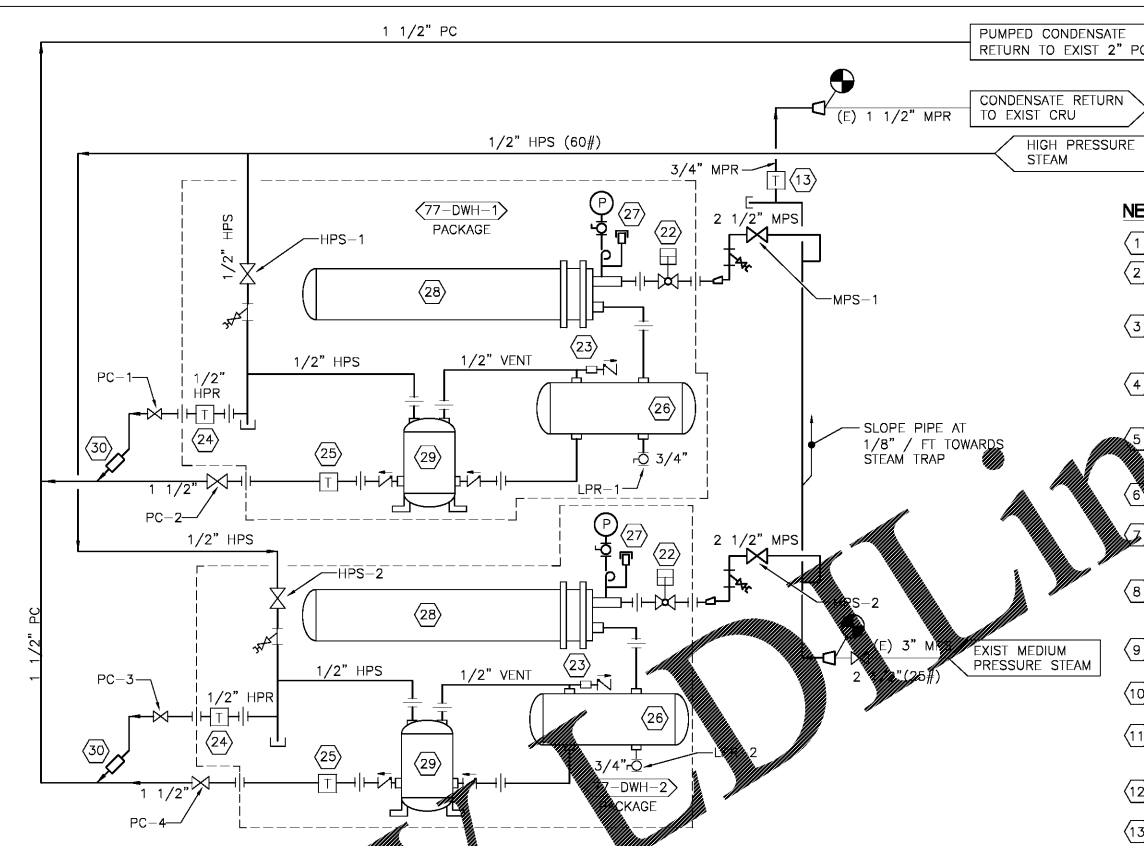 1 1/2" PC
PUMPED CONDENSATE
RETURN TO EXIST 2" PC
CONDENSATE RETURN
TO EXIST CRU
(E) 1 1/2" MPR
1/2" HPS (60#)
HIGH PRESSURE
STEAM
3/4" MPR
T
13
77-DWH-1
PACKAGE
P
27
22
2 1/2" MPS
NE
1
2
3
4
5
6
7
8
9
10
11
12
13
1/2" HPS
HPS-1
28
MPS-1
23
1/2" HPS
1/2" VENT
PC-1
1/2"
HPR
T
24
26
30
25
T
29
3/4"
LPR-1
SLOPE PIPE AT
1/8" / FT TOWARDS
STEAM TRAP
1 1/2"
PC-2
1/2" HPS
P
27
22
2 1/2" MPS
HPS-2
28
MPS-2
1 1/2" PC
(E) 3" MPS
EXIST MEDIUM
PRESSURE STEAM
2 1/2"(25#)
23
1/2" HPS
1/2" VENT
PC-3
1/2" HPR
T
24
26
30
25
T
29
3/4"
LPR-2
77-DWH-2
PACKAGE
1 1/2"
PC-4